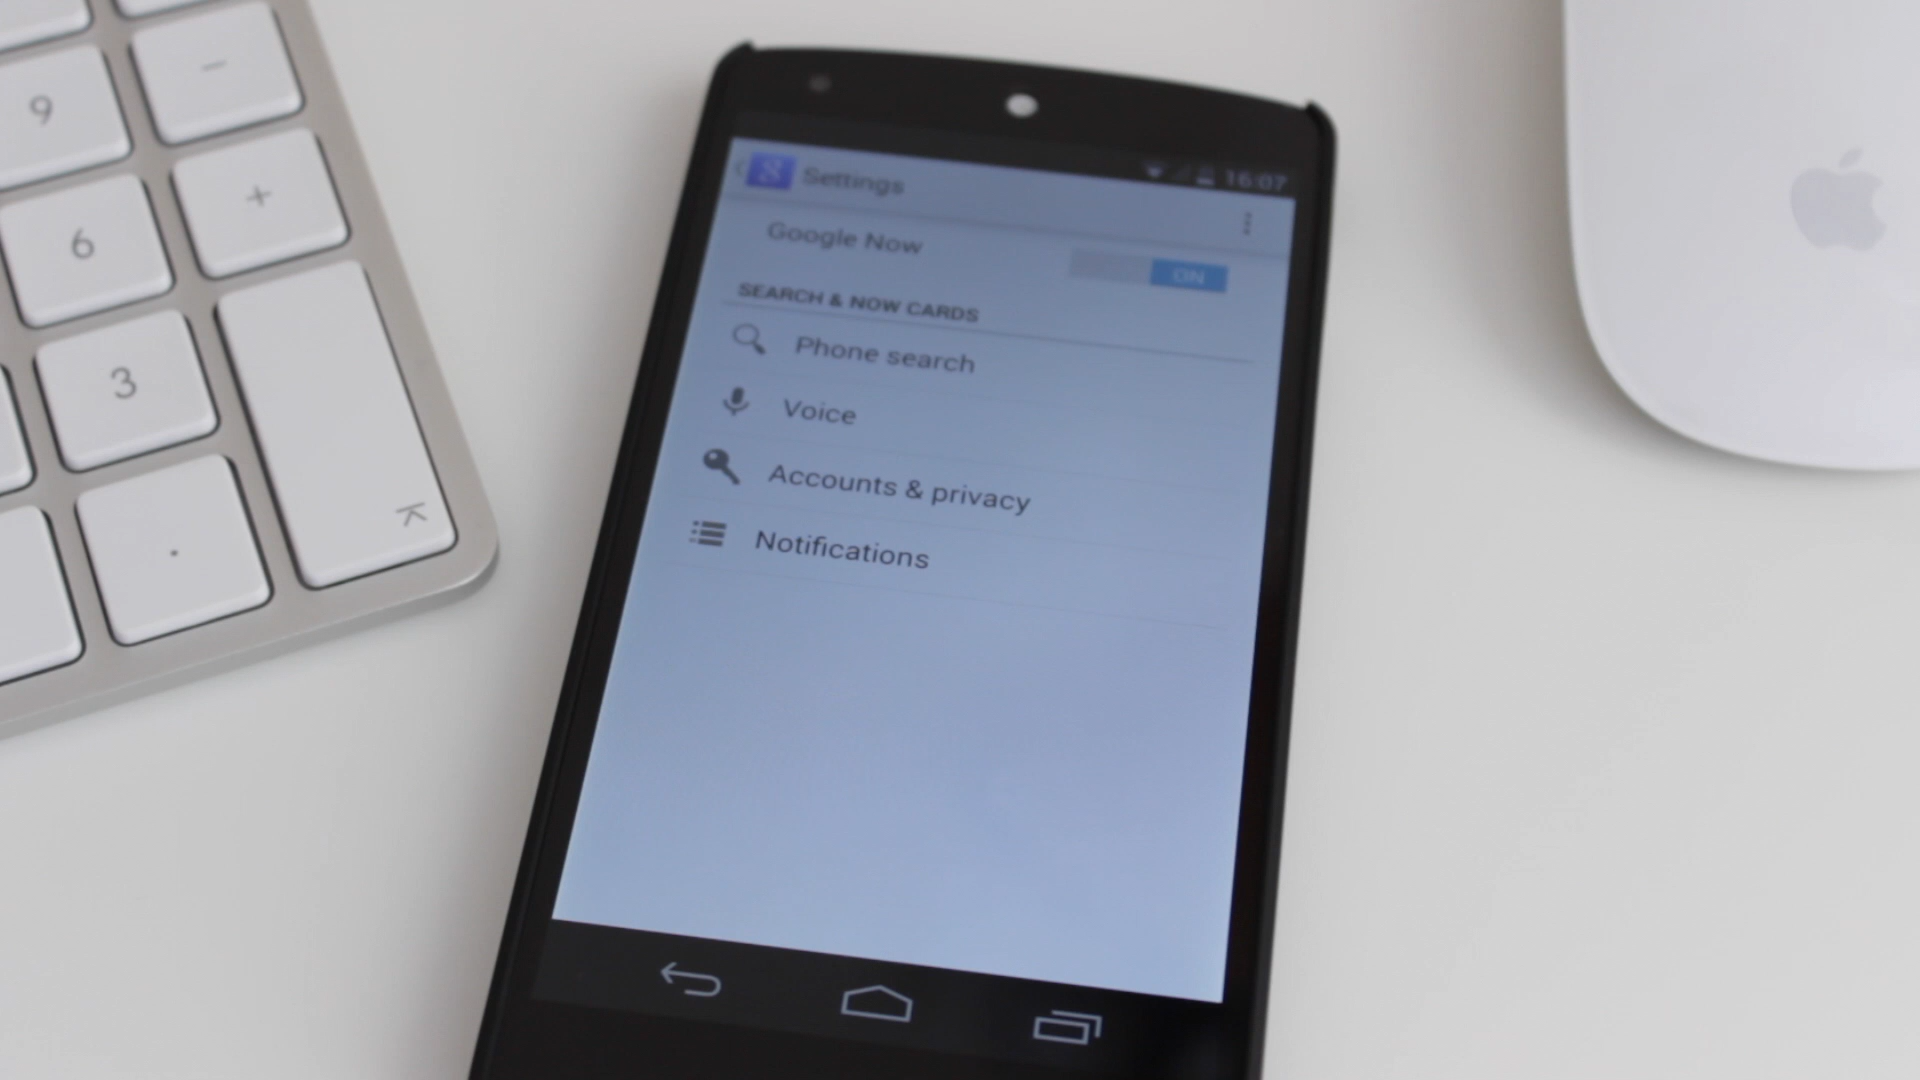 16:07
Settings
Google Now
ON
SEARCH & NOW CARDS
Phone search
Voice
Accounts & privacy
Notifications
9
-
6
+
3
.